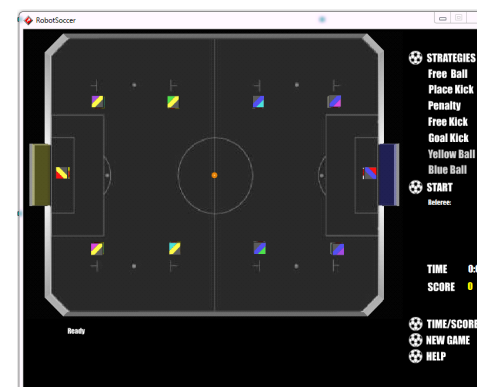 RobotSoccer
STRATEGIES
Free Ball
Place Kick
Penalty
Free Kick
Goal Kick
Yellow Ball
Blue Ball
START
Referee:
TIME
SCORE 0
Ready
TIME/SCORE
NEW GAME
HELP